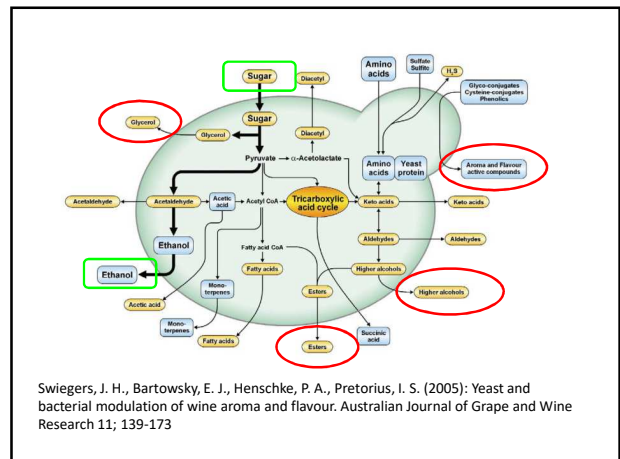 Sugar
Diacetyl
Amino
acids
Sulfate
Sulfite
H₂S
Glyco-conjugates
Cysteine-conjugates
Phenolics
Glycerol
Sugar
Glycerol
Diacetyl
Pyruvate
α-Acetolactate
Amino
acids
Yeast
protein
Aroma and Flavour
active compounds
Acetaldehyde
Acetaldehyde
Acetic
acid
Acetyl CoA
Tricarboxylic
acid cycle
Keto acids
Keto acids
Ethanol
Fatty acid CoA
Aldehydes
Aldehydes
Ethanol
Fatty acids
Higher alcohols
Mono-
terpenes
Esters
Higher alcohols
Acetic acid
Mono-
terpenes
Fatty acids
Esters
Succinic
acid
Swiegers, J. H., Bartowsky, E. J., Henschke, P. A., Pretorius, I. S. (2005): Yeast and
bacterial modulation of wine aroma and flavour. Australian Journal of Grape and Wine
Research 11; 139-173